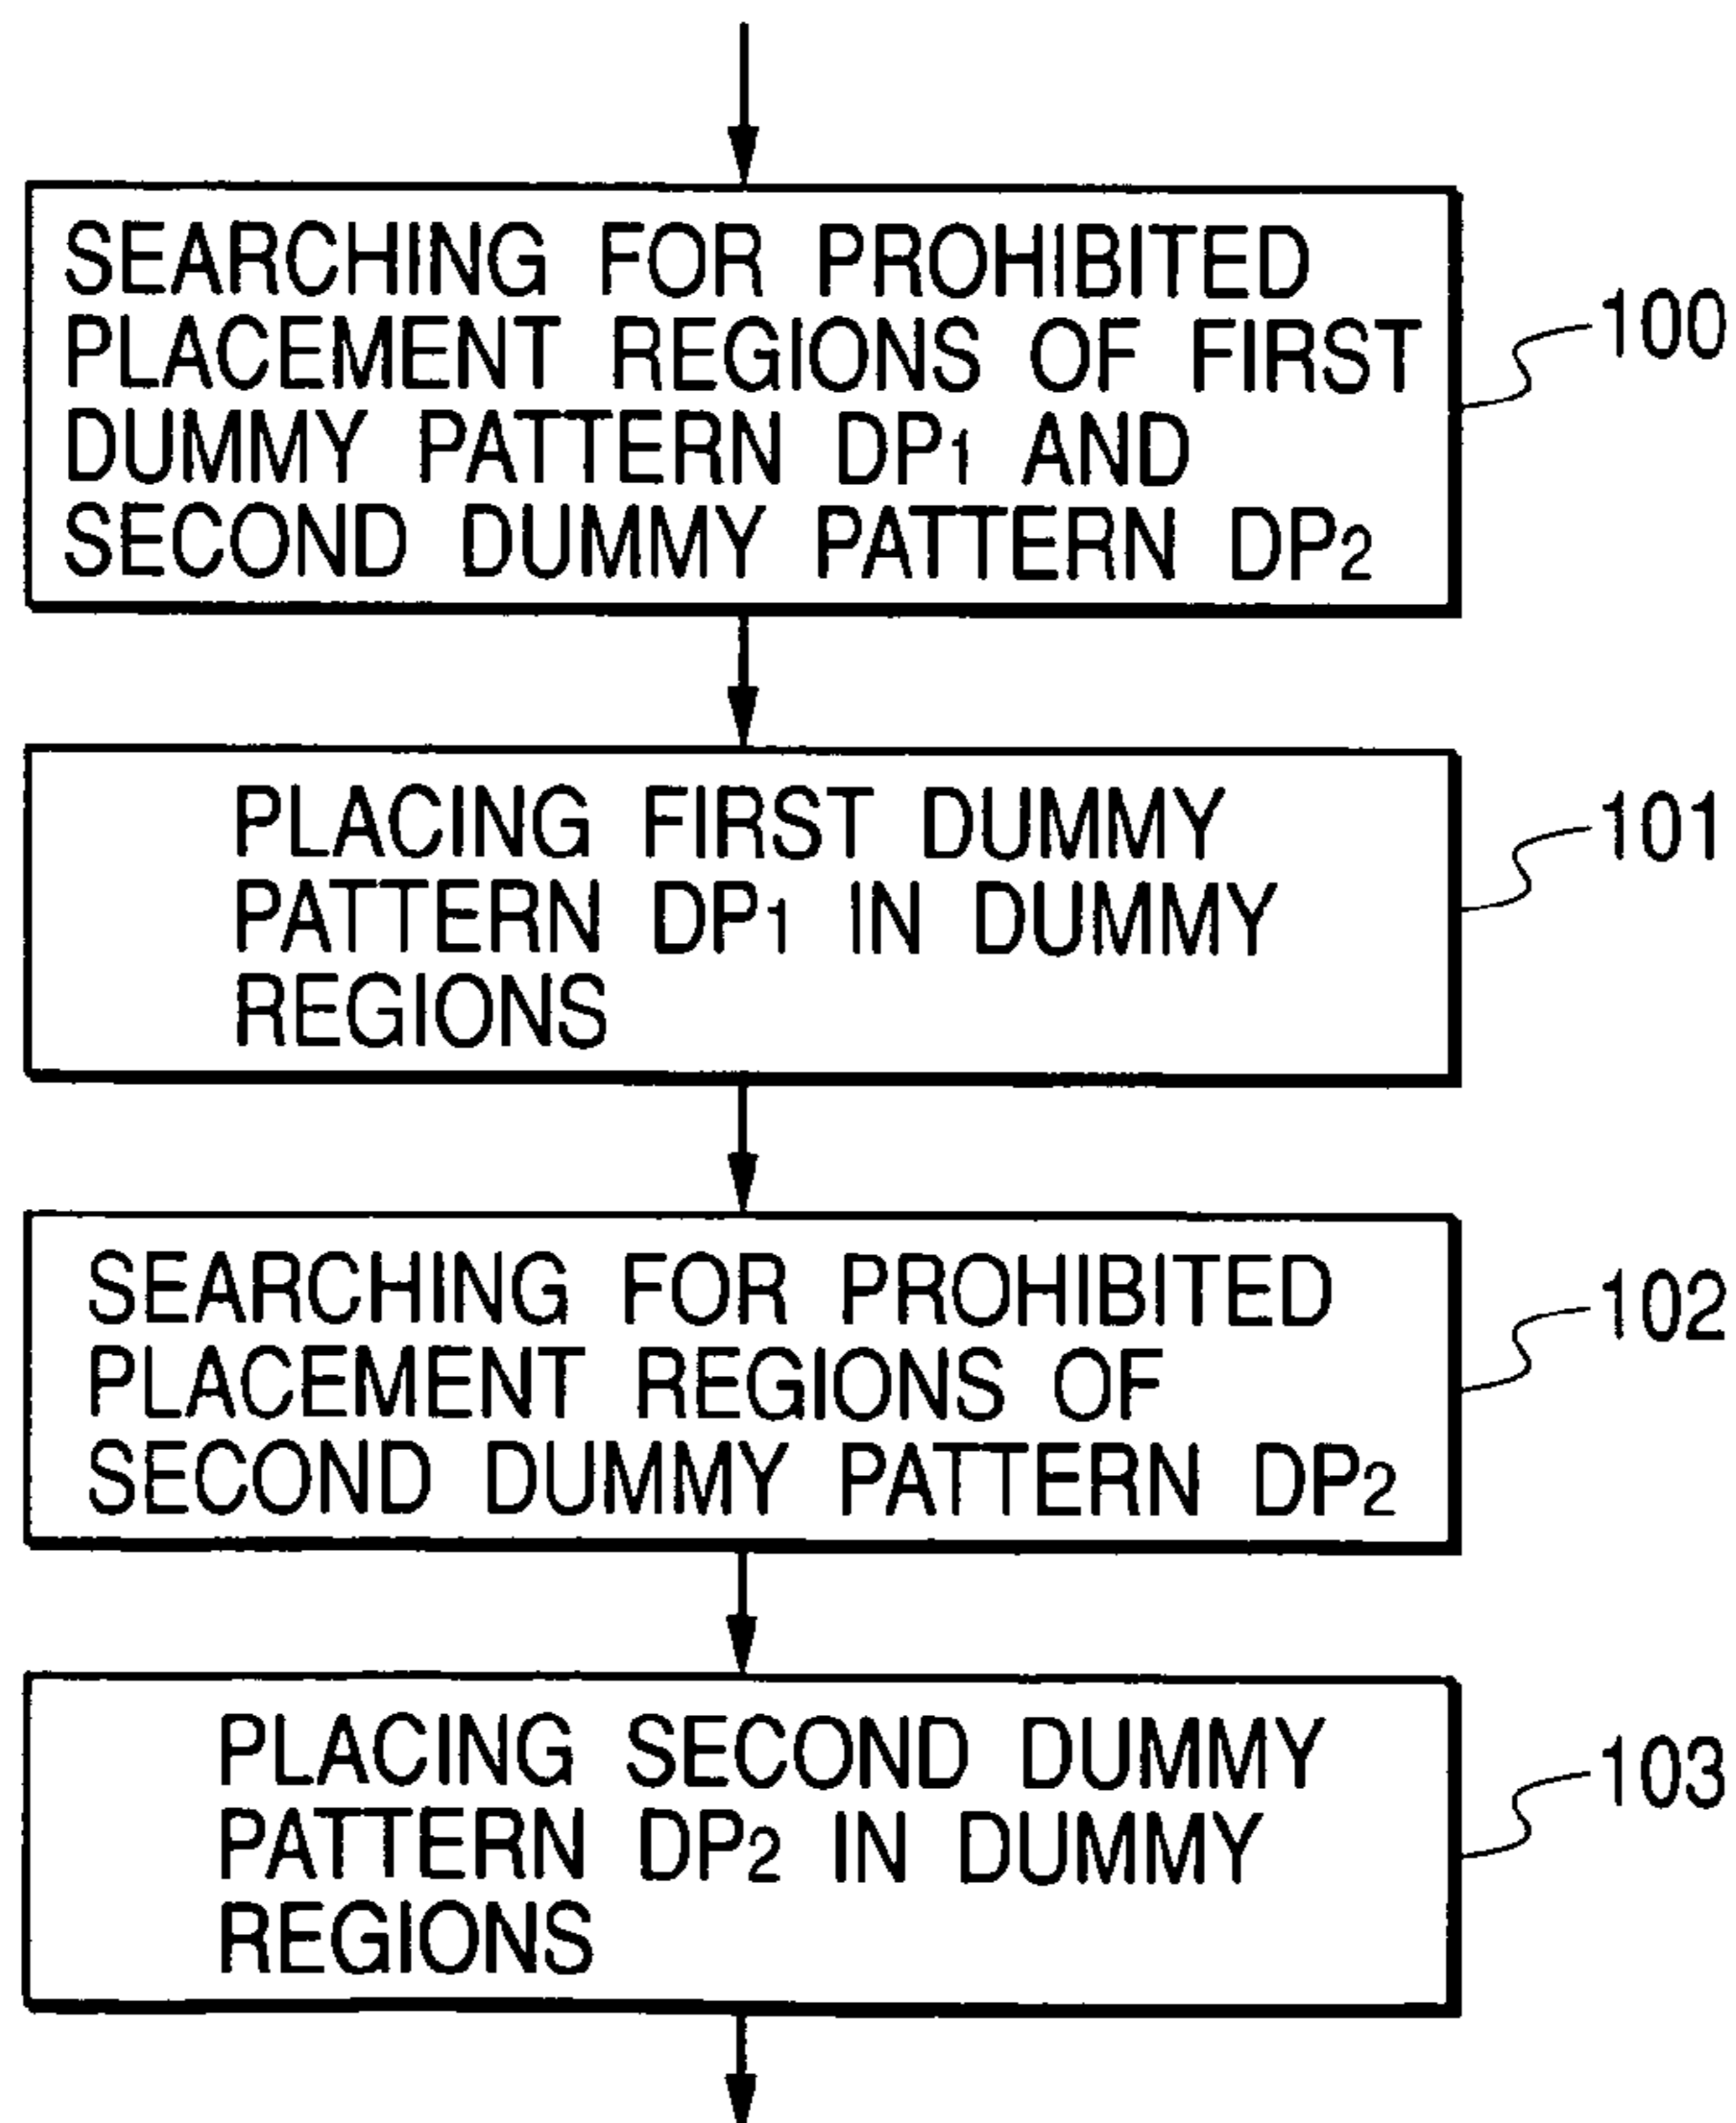 SEARCHING FOR PROHIBITED
PLACEMENT REGIONS OF FIRST
DUMMY PATTERN DP1 AND
SECOND DUMMY PATTERN DP2
100
PLACING FIRST DUMMY
PATTERN DP1 IN DUMMY
REGIONS
101
SEARCHING FOR PROHIBITED
PLACEMENT REGIONS OF
SECOND DUMMY PATTERN DP2
102
PLACING SECOND DUMMY
PATTERN DP2 IN DUMMY
REGIONS
103